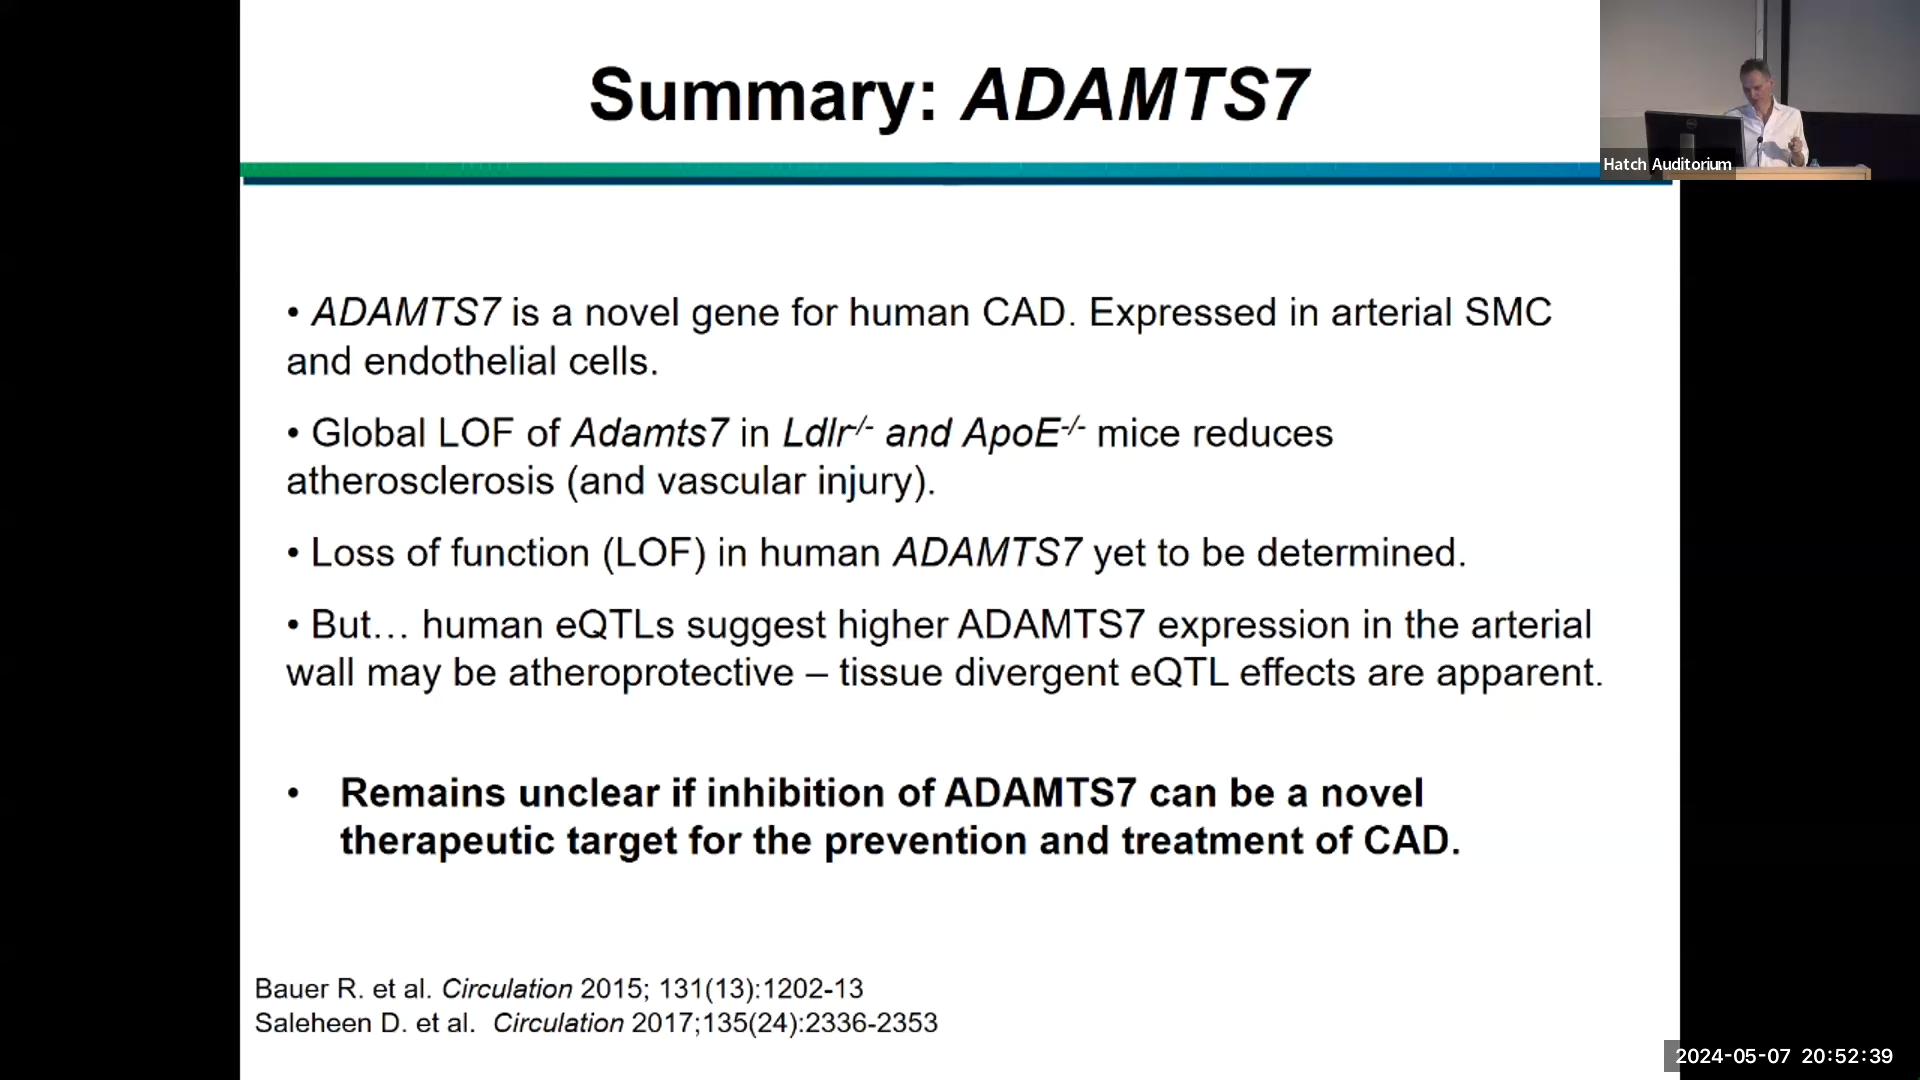 Summary: ADAMTS7
Hatch Auditorium
• ADAMTS7 is a novel gene for human CAD. Expressed in arterial SMC
and endothelial cells.
• Global LOF of Adamts7 in Ldlr-/- and ApoE-/- mice reduces
atherosclerosis (and vascular injury).
• Loss of function (LOF) in human ADAMTS7 yet to be determined.
• But… human eQTLs suggest higher ADAMTS7 expression in the arterial
wall may be atheroprotective – tissue divergent eQTL effects are apparent.
• Remains unclear if inhibition of ADAMTS7 can be a novel
therapeutic target for the prevention and treatment of CAD.
Bauer R. et al. Circulation 2015; 131(13):1202-13
Saleheen D. et al. Circulation 2017;135(24):2336-2353
2024-05-07 20:52:39